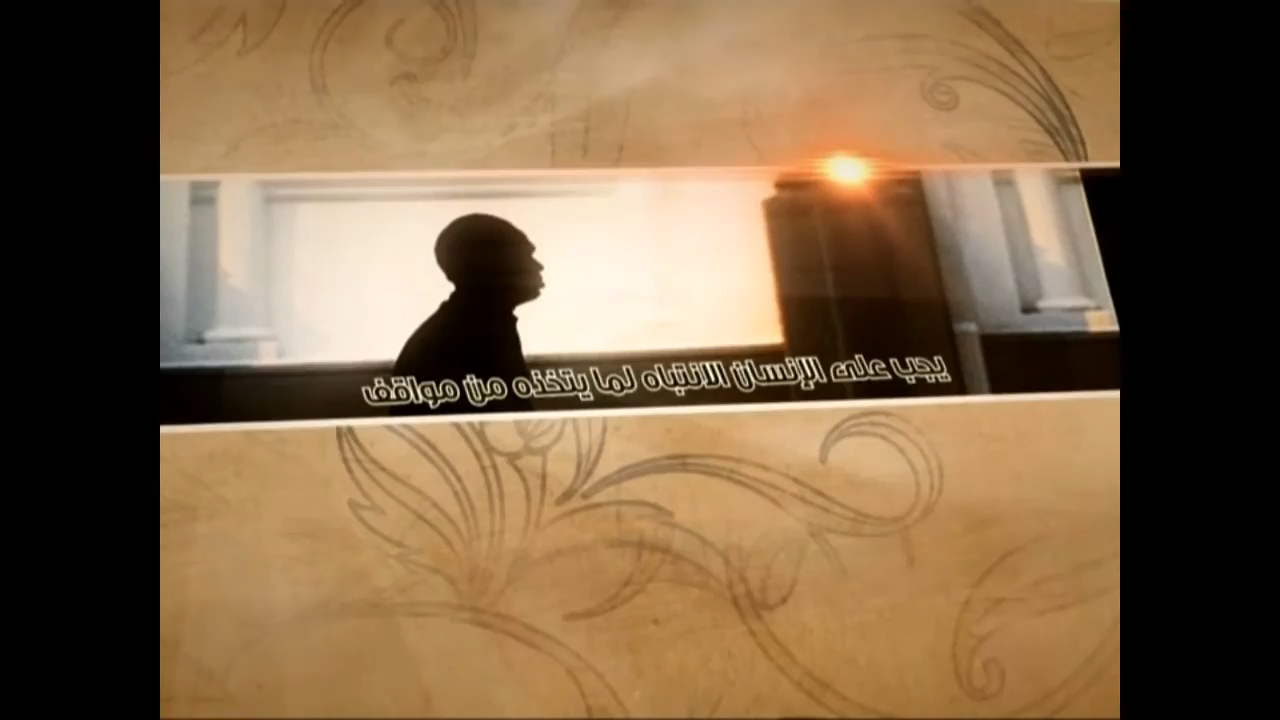 يجب على الإنسان الانتباه لما يتخذه من مواقف